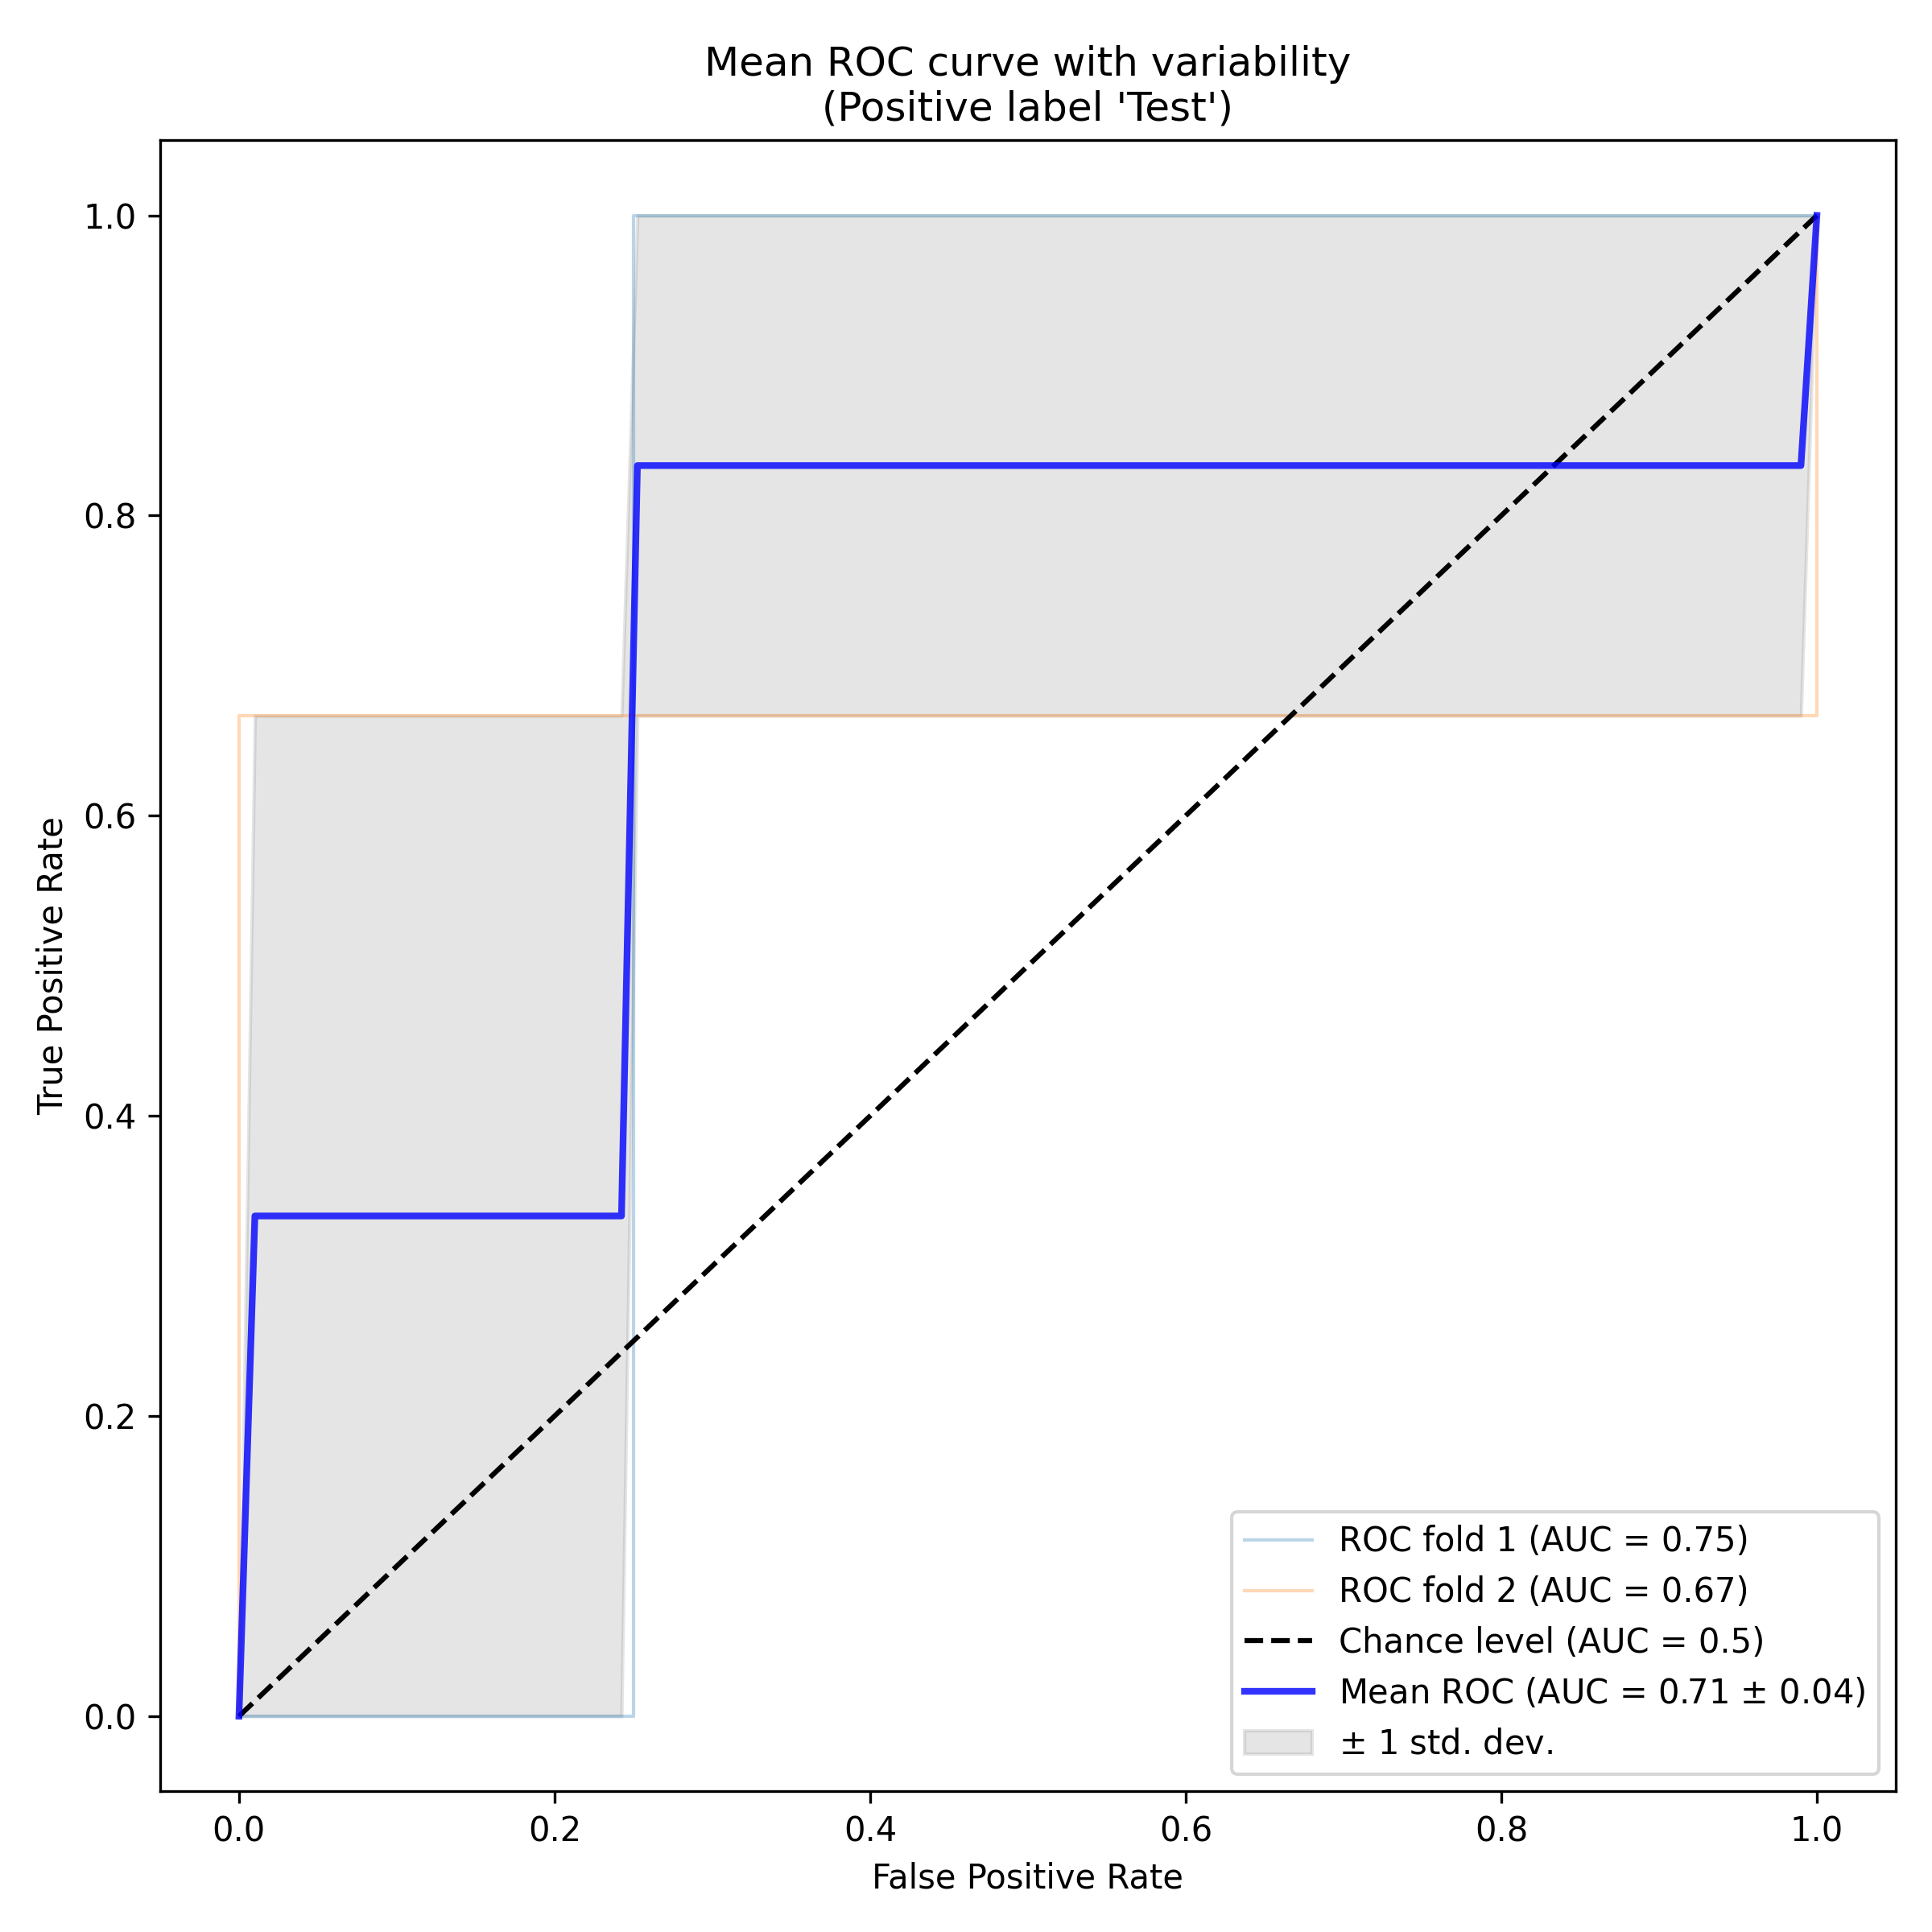 Mean ROC curve with variability
(Positive label 'Test')
True Positive Rate
1.0
0.8
0.6
0.4
0.2
0.0
0.0 0.2 0.4 0.6 0.8 1.0
False Positive Rate
ROC fold 1 (AUC = 0.75)
ROC fold 2 (AUC = 0.67)
Chance level (AUC = 0.5)
Mean ROC (AUC = 0.71 ± 0.04)
± 1 std. dev.